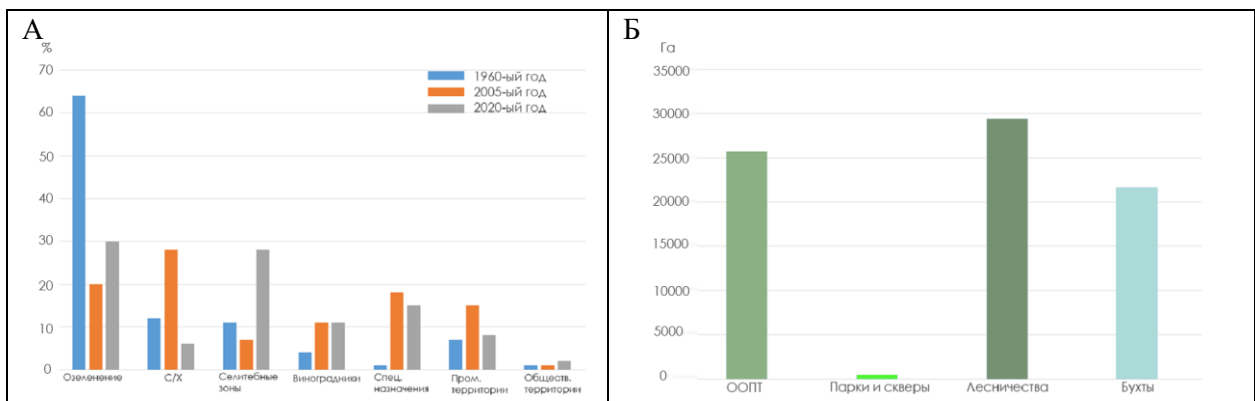 А
%
70
60
50
40
30
20
10
0
1960-ый год
2005-ый год
2020-ый год
Озеленение
С/Х
Селитебные
зоны
Виноградники
Спец.
назначения
Пром.
территории
Обществ.
территории
Б
Га
35000
30000
25000
20000
15000
10000
5000
0
ООПТ
Парки и скверы
Лесничества
Бухты